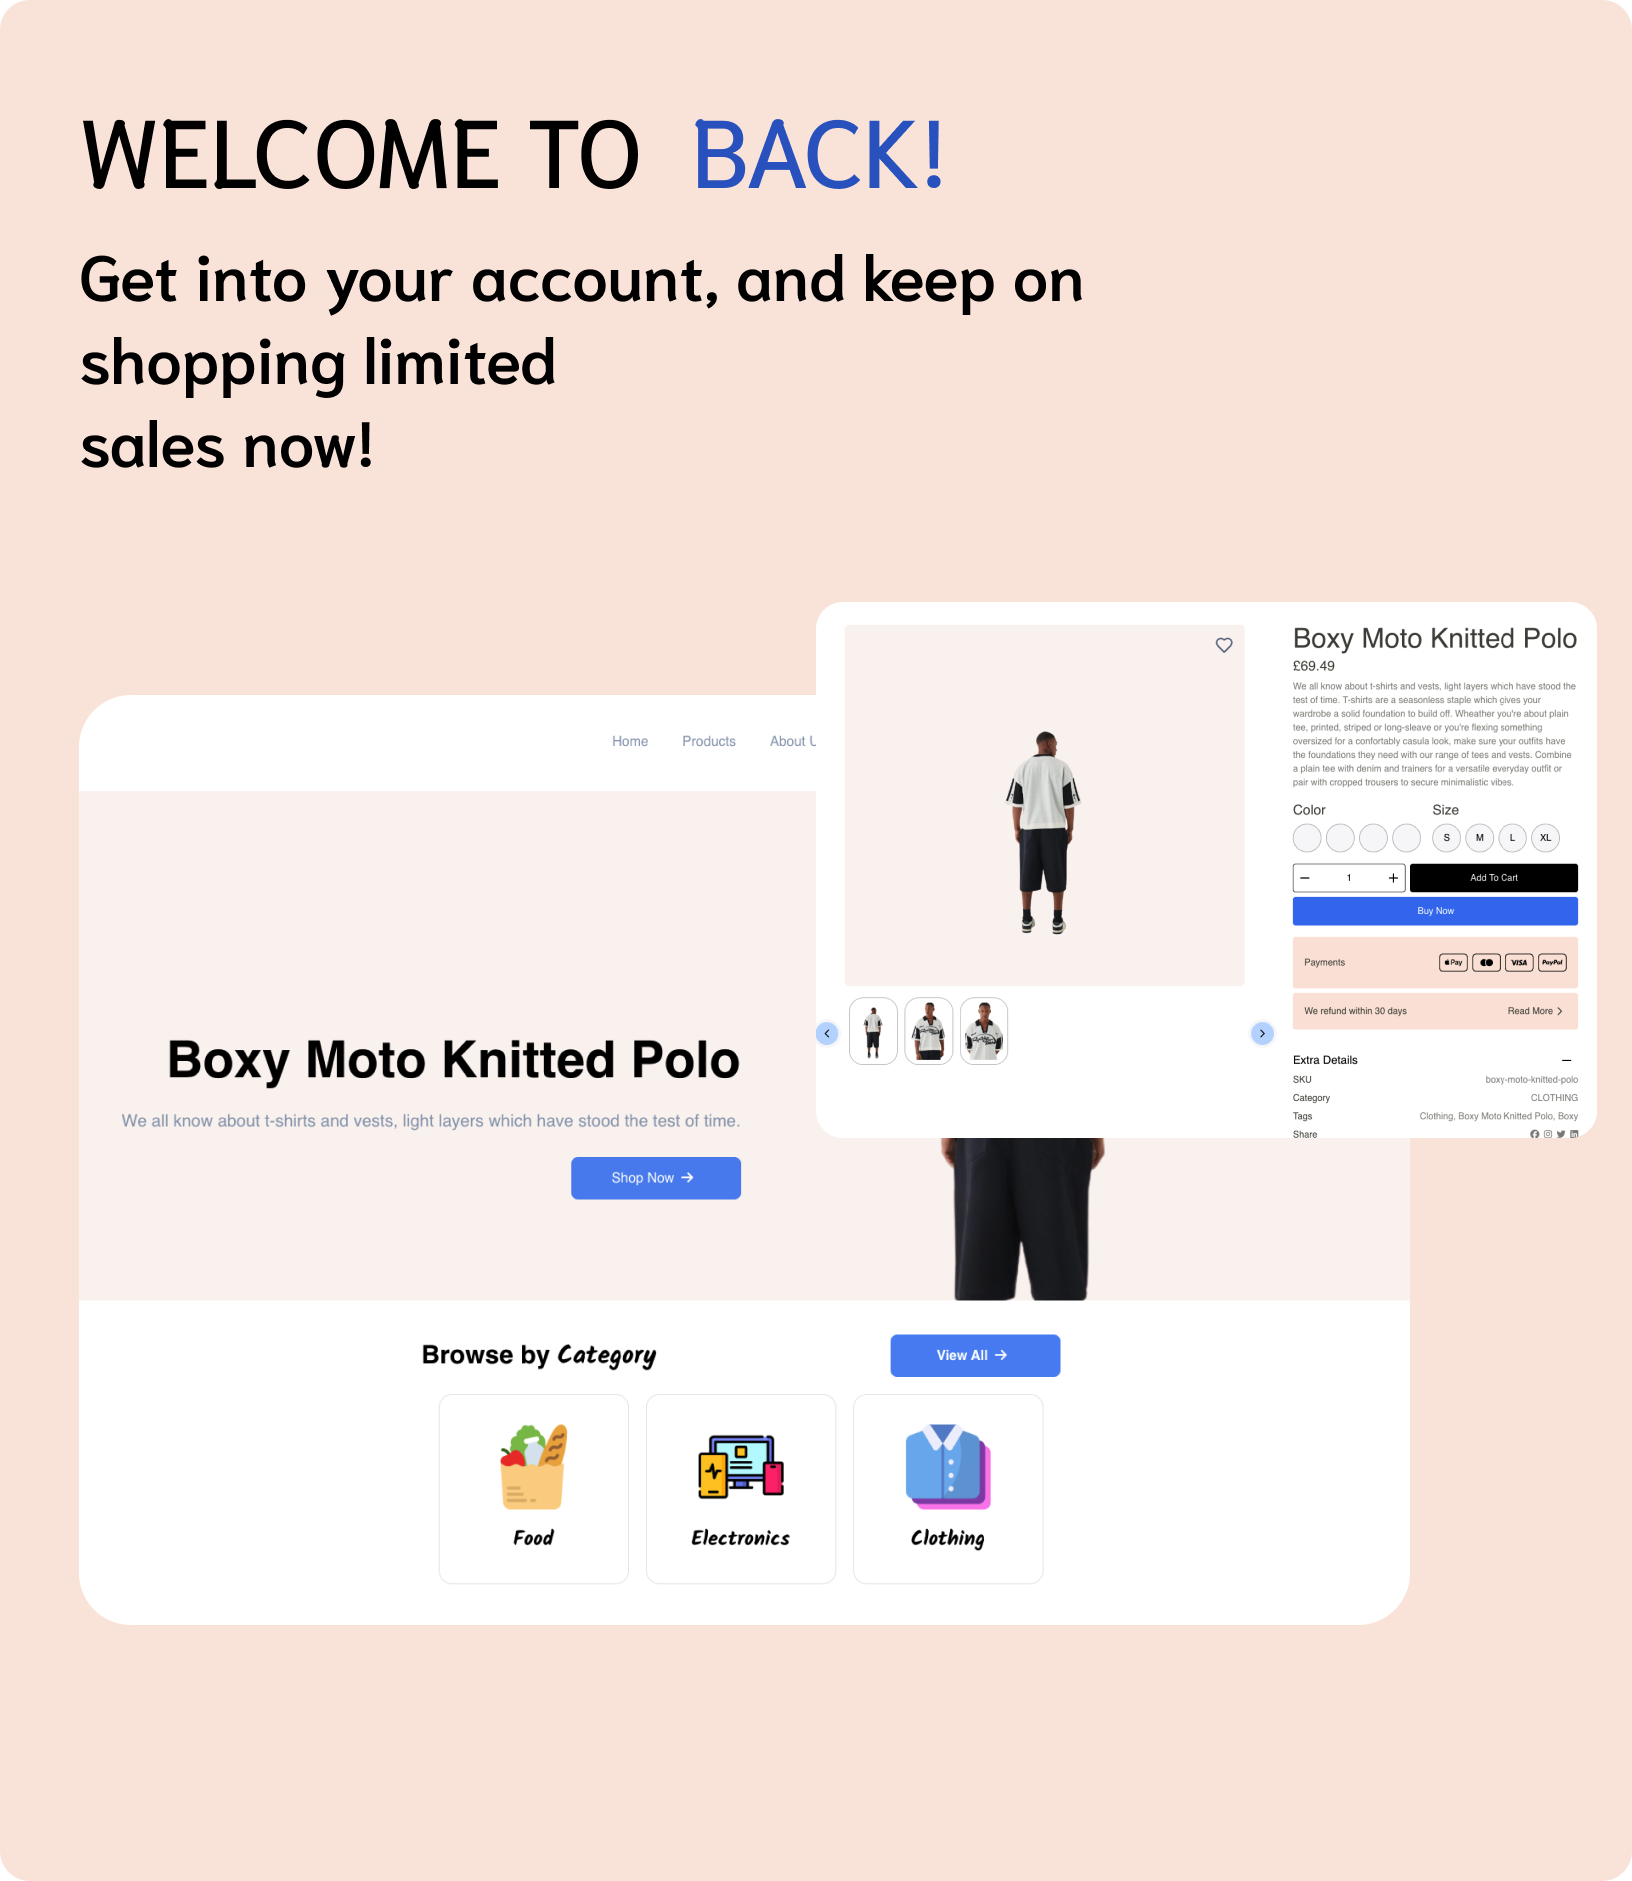 WELCOME TO BACK!
Get into your account, and keep on
shopping limited
sales now!
Home Products About U
Boxy Moto Knitted Polo
We all know about t-shirts and vests, light layers which have stood the test of time.
Shop Now
Boxy Moto Knitted Polo
£69.49
We all know about t-shirts and vests, light layers which have stood the
test of time. T-shirts are a seasonless staple which gives your
wardrobe a solid foundation to build off. Wheather you're about plain
tee, printed, striped or long-sleave or you're flexing something
oversized for a confortably casula look, make sure your outfits have
the foundations they need with our range of tees and vests. Combine
a plain tee with denim and trainers for a versatile everyday outfit or
pair with cropped trousers to secure minimalistic vibes.
Color Size
S M L XL
1 Add To Cart
Buy Now
Payments Pay VISA PayPal
We refund within 30 days Read More
Extra Details
SKU boxy-moto-knitted-polo
Category CLOTHING
Tags Clothing, Boxy Moto Knitted Polo, Boxy
Share
Browse by Category
View All
Food Electronics Clothing